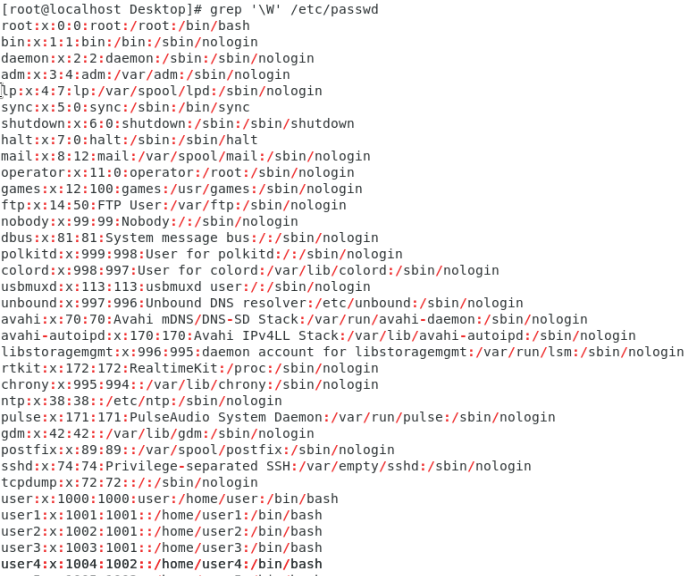 [root@localhost Desktop]# grep '\W' /etc/passwd
root:x:0:0:root:/root:/bin/bash
bin:x:1:1:bin:/bin:/sbin/nologin
daemon:x:2:2:daemon:/sbin:/sbin/nologin
adm:x:3:4:adm:/var/adm:/sbin/nologin
lp:x:4:7:lp:/var/spool/lpd:/sbin/nologin
sync:x:5:0:sync:/sbin:/bin/sync
shutdown:x:6:0:shutdown:/sbin:/sbin/shutdown
halt:x:7:0:halt:/sbin:/sbin/halt
mail:x:8:12:mail:/var/spool/mail:/sbin/nologin
operator:x:11:0:operator:/root:/sbin/nologin
games:x:12:100:games:/usr/games:/sbin/nologin
ftp:x:14:50:FTP User:/var/ftp:/sbin/nologin
nobody:x:99:99:Nobody:/:/sbin/nologin
dbus:x:81:81:System message bus:/:/sbin/nologin
polkitd:x:999:998:User for polkitd:/:/sbin/nologin
colord:x:998:997:User for colord:/var/lib/colord:/sbin/nologin
usbmuxd:x:113:113:usbmuxd user:/:/sbin/nologin
unbound:x:997:996:Unbound DNS resolver:/etc/unbound:/sbin/nologin
avahi:x:70:70:Avahi mDNS/DNS-SD Stack:/var/run/avahi-daemon:/sbin/nologin
avahi-autoipd:x:170:170:Avahi IPv4LL Stack:/var/lib/avahi-autoipd:/sbin/nologin
libstoragemgmt:x:996:995:daemon account for libstoragemgmt:/var/run/lsm:/sbin/nologin
rtkit:x:172:172:RealtimeKit:/proc:/sbin/nologin
chrony:x:995:994::/var/lib/chrony:/sbin/nologin
ntp:x:38:38::/etc/ntp:/sbin/nologin
pulse:x:171:171:PulseAudio System Daemon:/var/run/pulse:/sbin/nologin
gdm:x:42:42::/var/lib/gdm:/sbin/nologin
postfix:x:89:89::/var/spool/postfix:/sbin/nologin
sshd:x:74:74:Privilege-separated SSH:/var/empty/sshd:/sbin/nologin
tcpdump:x:72:72::/:/sbin/nologin
user:x:1000:1000:user:/home/user:/bin/bash
user1:x:1001:1001::/home/user1:/bin/bash
user2:x:1002:1001::/home/user2:/bin/bash
user3:x:1003:1001::/home/user3:/bin/bash
user4:x:1004:1002::/home/user4:/bin/bash